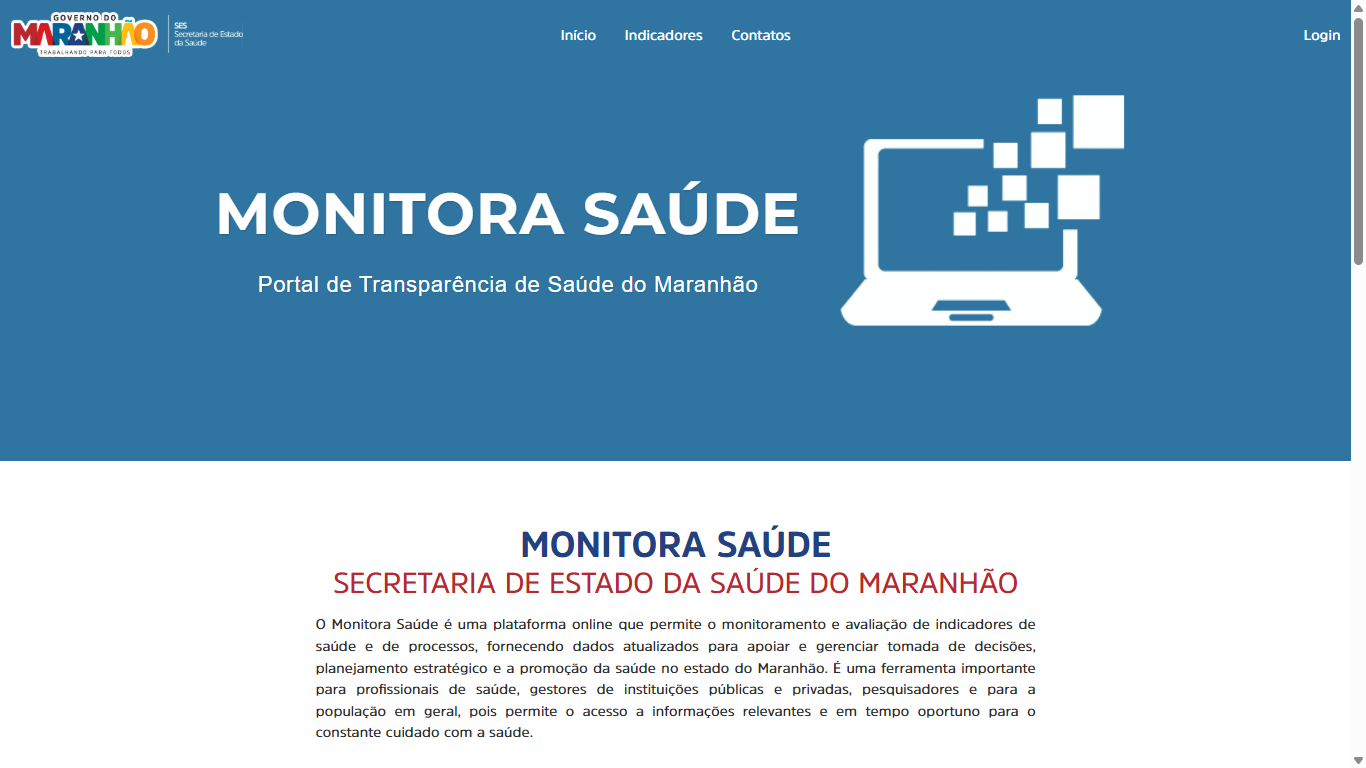 GOVERNO DO
MARANHÃO
TRABALHANDO PARA TODOS
SES
Secretaria de Estado
da Saúde
Início
Indicadores
Contatos
Login
MONITORA SAÚDE
Portal de Transparência de Saúde do Maranhão
MONITORA SAÚDE
SECRETARIA DE ESTADO DA SAÚDE DO MARANHÃO
O Monitora Saúde é uma plataforma online que permite o monitoramento e avaliação de indicadores de
saúde e de processos, fornecendo dados atualizados para apoiar e gerenciar tomada de decisões,
planejamento estratégico e a promoção da saúde no estado do Maranhão. É uma ferramenta importante
para profissionais de saúde, gestores de instituições públicas e privadas, pesquisadores e para a
população em geral, pois permite o acesso a informações relevantes e em tempo oportuno para o
constante cuidado com a saúde.